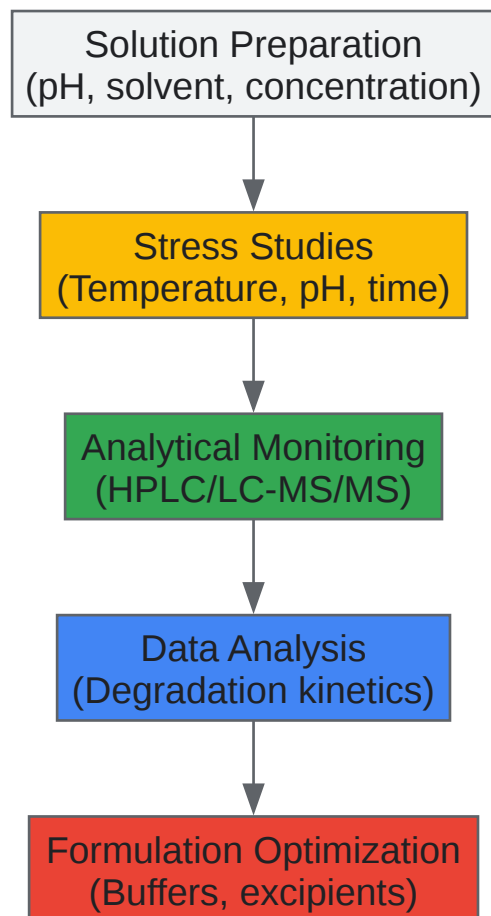 Solution Preparation
(pH, solvent, concentration)
Stress Studies
(Temperature, pH, time)
Analytical Monitoring
(HPLC/LC-MS/MS)
Data Analysis
(Degradation kinetics)
Formulation Optimization
(Buffers, excipients)